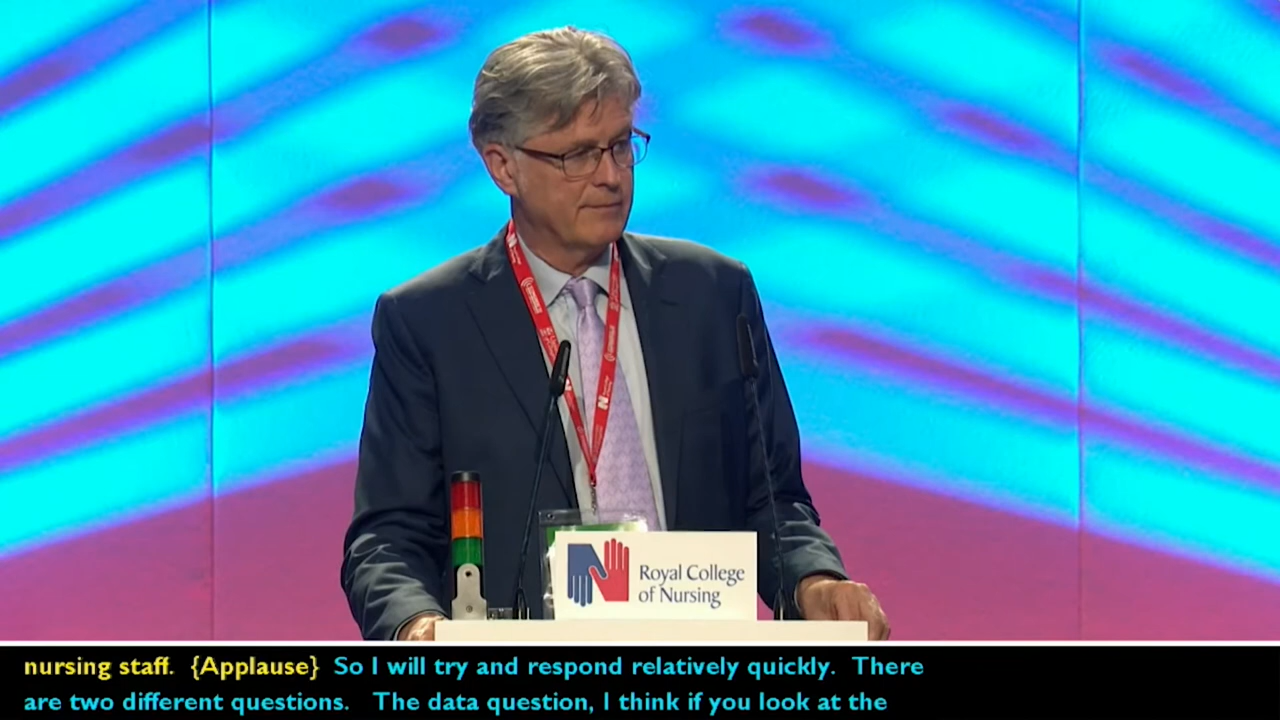 Royal College
of Nursing
nursing staff. {Applause} So I will try and respond relatively quickly. There
are two different questions. The data question, I think if you look at the